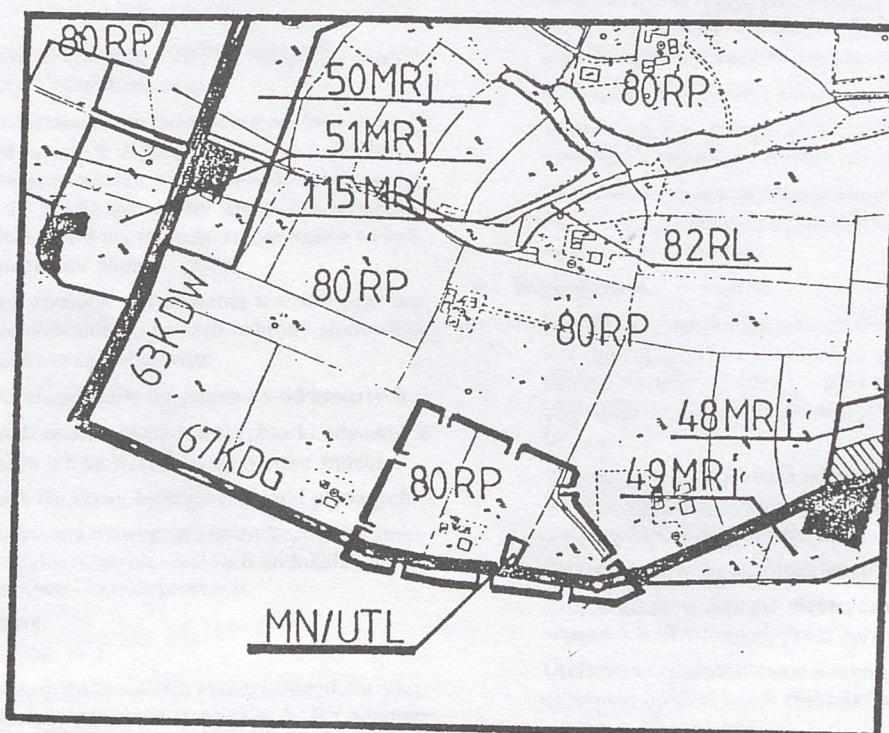 80RP
50MRj
80RP
51MRj
115MRj
82RL
80RP
63KDW
80RP
48MRj
67KDG
80RP
49MRj
MN/UTL